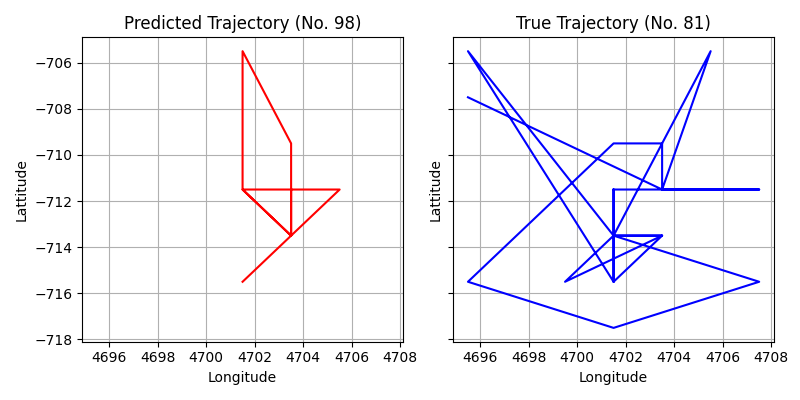 Predicted Trajectory (No. 98)
True Trajectory (No. 81)
Lattitude
−706
−708
−710
−712
−714
−716
−718
4696 4698 4700 4702 4704 4706 4708
Longitude
Lattitude
4696 4698 4700 4702 4704 4706 4708
Longitude